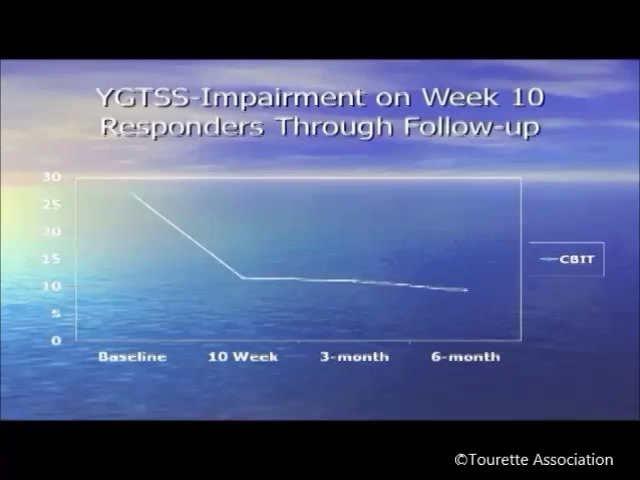 YGTSS-Impairment on Week 10
Responders Through Follow-up
30
25
20
15
10
5
0
Baseline 10 Week 3-month 6-month
CBIT
©Tourette Association